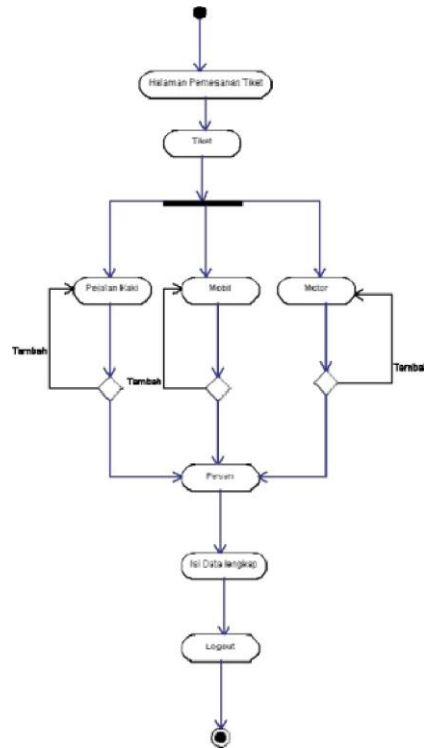 Halaman Pemesanan Tiket
Tiket
Pejalan Kaki
Mobil
Motor
Tambah
Tambah
Tambah
Pesan
Isi Data lengkap
Logout